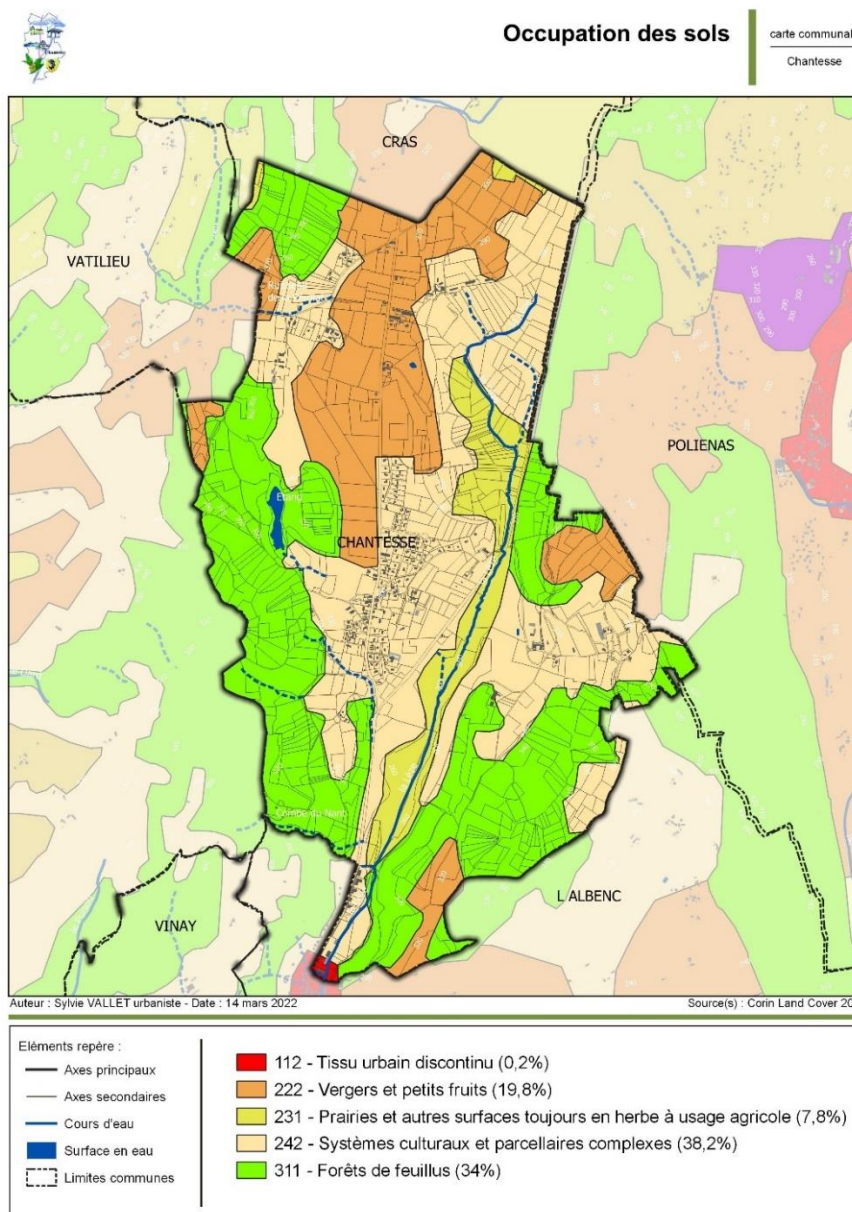 Occupation des sols
carte communal
Chantesse
CRAS
VATILIEU
POLIENAS
Etang
CHANTESSE
Combe du Nant
L ALBENC
VINAY
Auteur : Sylvie VALLET urbaniste - Date : 14 mars 2022
Source(s) : Corin Land Cover 20
Eléments repère :
Axes principaux
Axes secondaires
Cours d'eau
Surface en eau
Limites communes
112 - Tissu urbain discontinu (0,2%)
222 - Vergers et petits fruits (19,8%)
231 - Prairies et autres surfaces toujours en herbe à usage agricole (7,8%)
242 - Systèmes culturaux et parcellaires complexes (38,2%)
311 - Forêts de feuillus (34%)